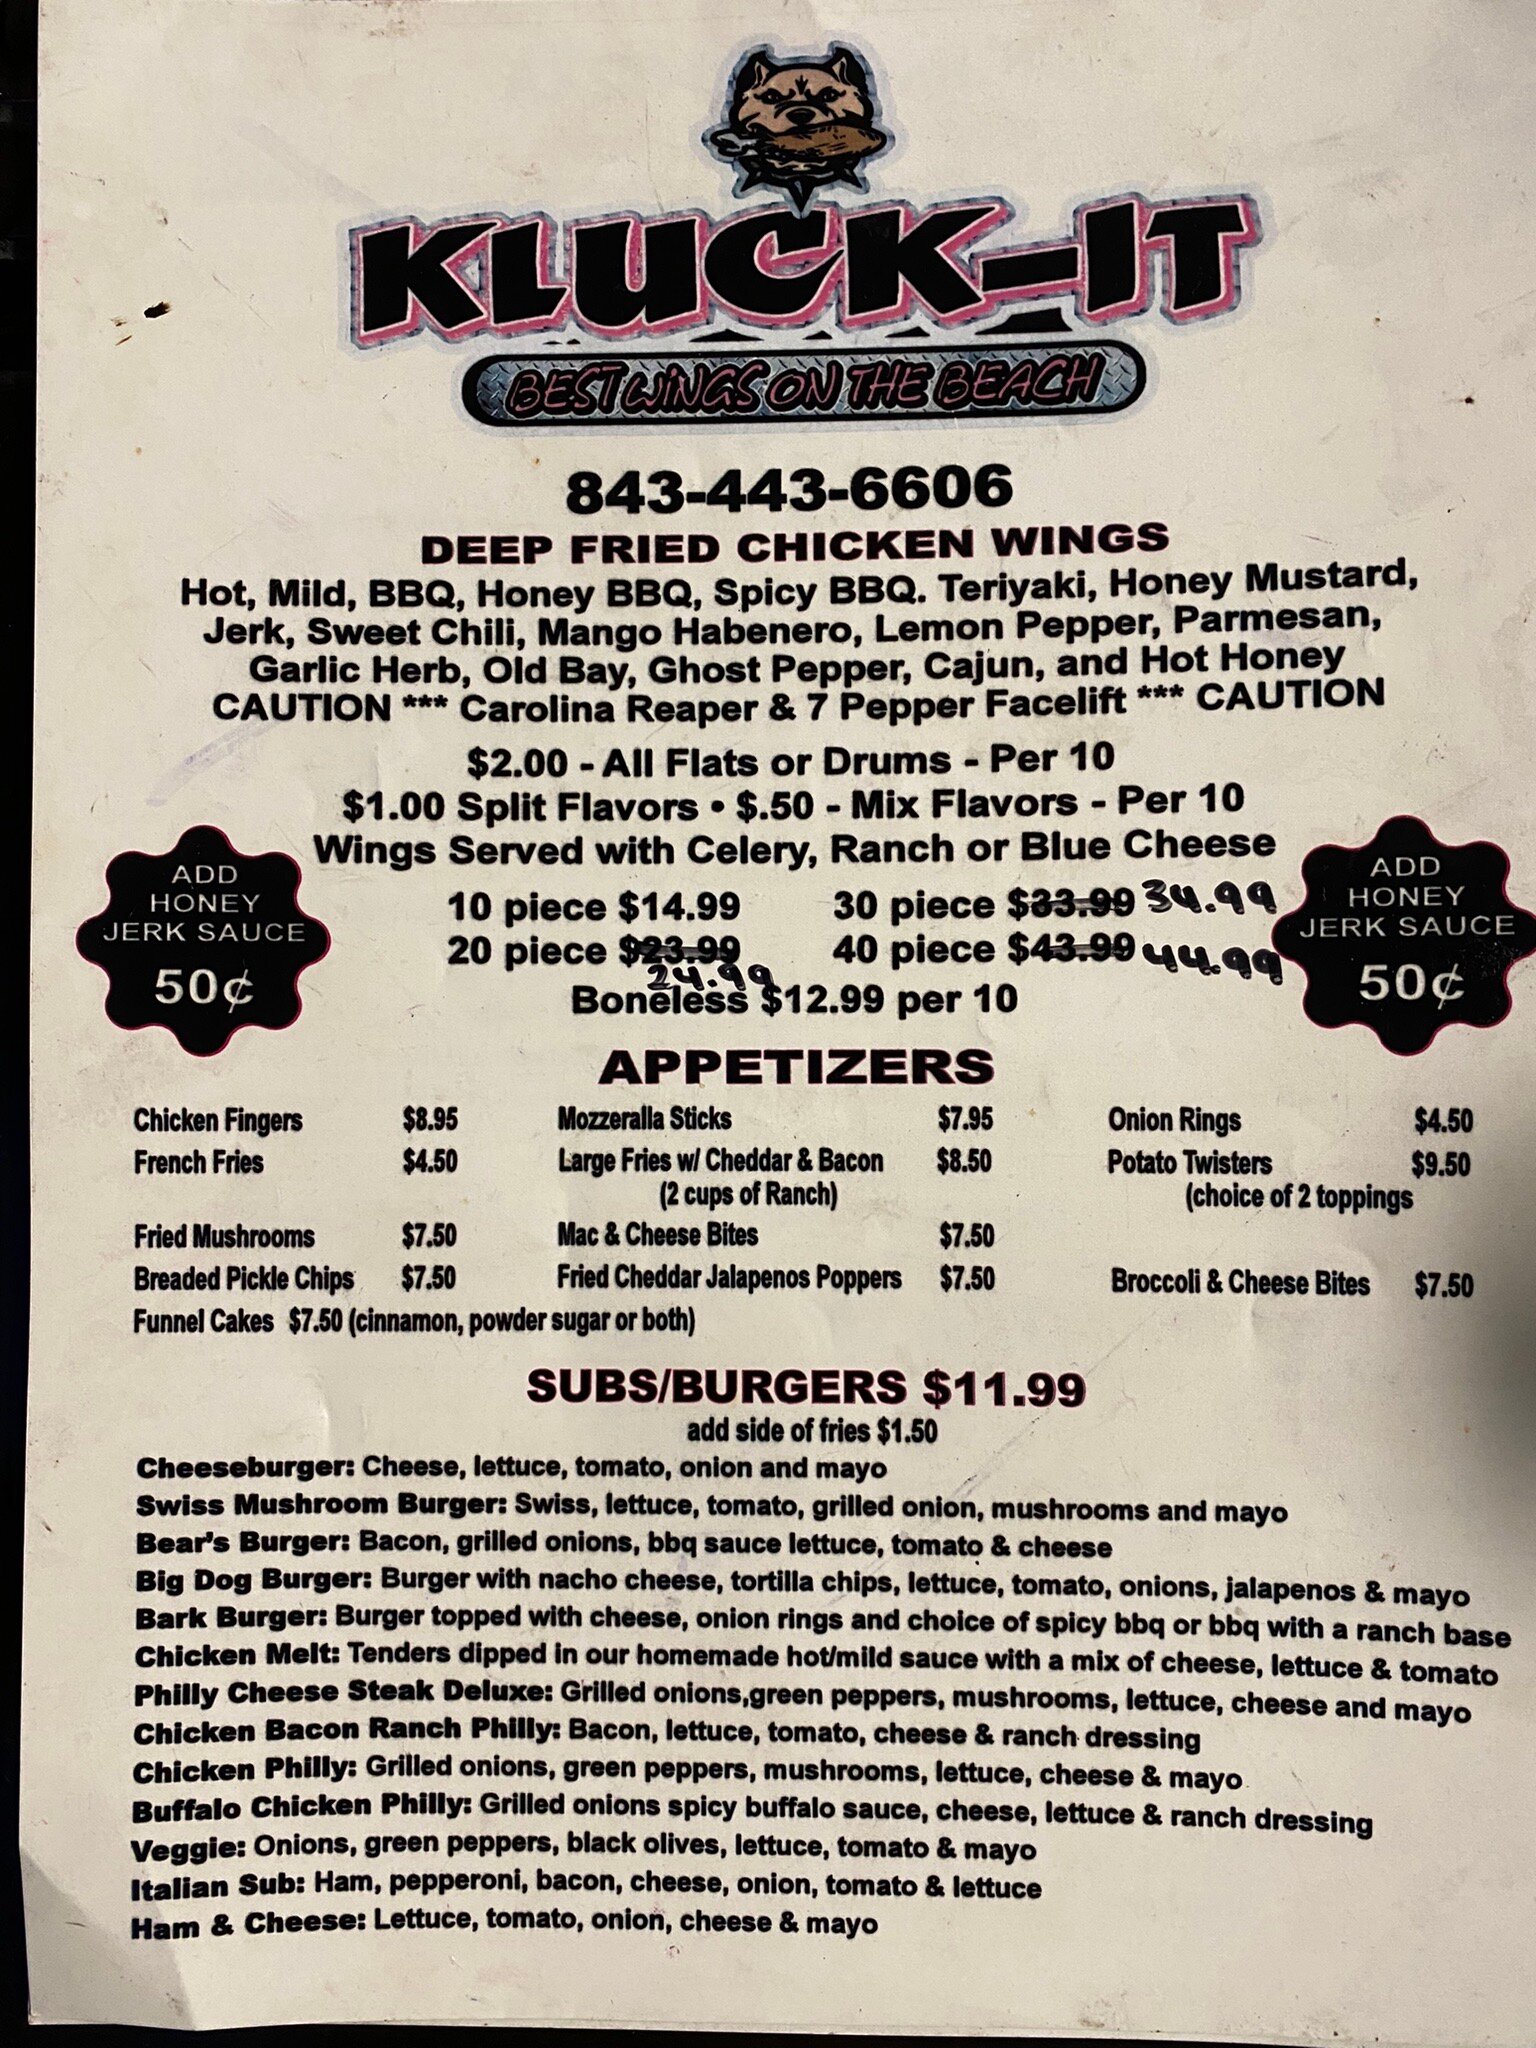 KLUCK-IT
BEST WINGS ON THE BEACH
843-443-6606
DEEP FRIED CHICKEN WINGS
Hot, Mild, BBQ, Honey BBQ, Spicy BBQ. Teriyaki, Honey Mustard,
Jerk, Sweet Chili, Mango Habenero, Lemon Pepper, Parmesan,
Garlic Herb, Old Bay, Ghost Pepper, Cajun, and Hot Honey
CAUTION *** Carolina Reaper & 7 Pepper Facelift *** CAUTION
$2.00 - All Flats or Drums - Per 10
$1.00 Split Flavors • $.50 - Mix Flavors - Per 10
Wings Served with Celery, Ranch or Blue Cheese
ADD
HONEY
JERK SAUCE
50¢
10 piece $14.99 30 piece $33.99 34.99
20 piece $23.99 40 piece $43.99 44.99
24.99
Boneless $12.99 per 10
ADD
HONEY
JERK SAUCE
50¢
APPETIZERS
Chicken Fingers $8.95 Mozzeralla Sticks $7.95 Onion Rings $4.50
French Fries $4.50 Large Fries w/ Cheddar & Bacon $8.50 Potato Twisters $9.50
(2 cups of Ranch) (choice of 2 toppings
Fried Mushrooms $7.50 Mac & Cheese Bites $7.50
Breaded Pickle Chips $7.50 Fried Cheddar Jalapenos Poppers $7.50 Broccoli & Cheese Bites $7.50
Funnel Cakes $7.50 (cinnamon, powder sugar or both)
SUBS/BURGERS $11.99
add side of fries $1.50
Cheeseburger: Cheese, lettuce, tomato, onion and mayo
Swiss Mushroom Burger: Swiss, lettuce, tomato, grilled onion, mushrooms and mayo
Bear's Burger: Bacon, grilled onions, bbq sauce lettuce, tomato & cheese
Big Dog Burger: Burger with nacho cheese, tortilla chips, lettuce, tomato, onions, jalapenos & mayo
Bark Burger: Burger topped with cheese, onion rings and choice of spicy bbq or bbq with a ranch base
Chicken Melt: Tenders dipped in our homemade hot/mild sauce with a mix of cheese, lettuce & tomato
Philly Cheese Steak Deluxe: Grilled onions,green peppers, mushrooms, lettuce, cheese and mayo
Chicken Bacon Ranch Philly: Bacon, lettuce, tomato, cheese & ranch dressing
Chicken Philly: Grilled onions, green peppers, mushrooms, lettuce, cheese & mayo
Buffalo Chicken Philly: Grilled onions spicy buffalo sauce, cheese, lettuce & ranch dressing
Veggie: Onions, green peppers, black olives, lettuce, tomato & mayo
Italian Sub: Ham, pepperoni, bacon, cheese, onion, tomato & lettuce
Ham & Cheese: Lettuce, tomato, onion, cheese & mayo